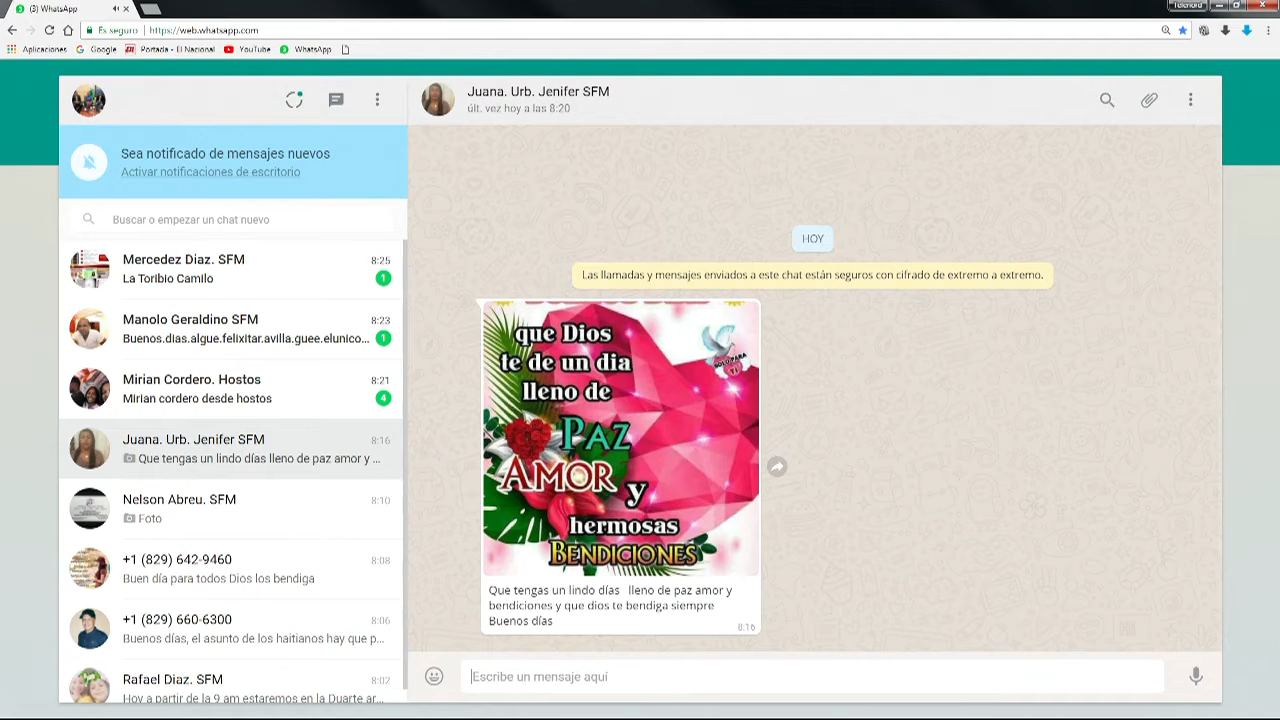 (3) WhatsApp
Telenord
Es seguro | https://web.whatsapp.com
Aplicaciones Google Portada - El Nacional YouTube WhatsApp
Juana. Urb. Jenifer SFM
últ. vez hoy a las 8:20
Sea notificado de mensajes nuevos
Activar notificaciones de escritorio
Buscar o empezar un chat nuevo
Mercedez Diaz. SFM 8:25
La Toribio Camilo 1
Manolo Geraldino SFM 8:23
Buenos.dias.algue.felixitar.avilla.guee.elunico... 1
Mirian Cordero. Hostos 8:21
Mirian cordero desde hostos 4
Juana. Urb. Jenifer SFM 8:16
Que tengas un lindo días lleno de paz amor y ...
Nelson Abreu. SFM 8:10
Foto
+1 (829) 642-9460 8:08
Buen día para todos Dios los bendiga
+1 (829) 660-6300 8:06
Buenos días, el asunto de los haitianos hay que p...
Rafael Diaz. SFM 8:02
Hoy a partir de la 9 am estaremos en la Duarte ar...
HOY
Las llamadas y mensajes enviados a este chat están seguros con cifrado de extremo a extremo.
que Dios
te de un dia
lleno de
PAZ
AMOR
y
hermosas
BENDICIONES
SOLO PARA
TI
Que tengas un lindo días lleno de paz amor y
bendiciones y que dios te bendiga siempre
Buenos días
8:16
Escribe un mensaje aquí